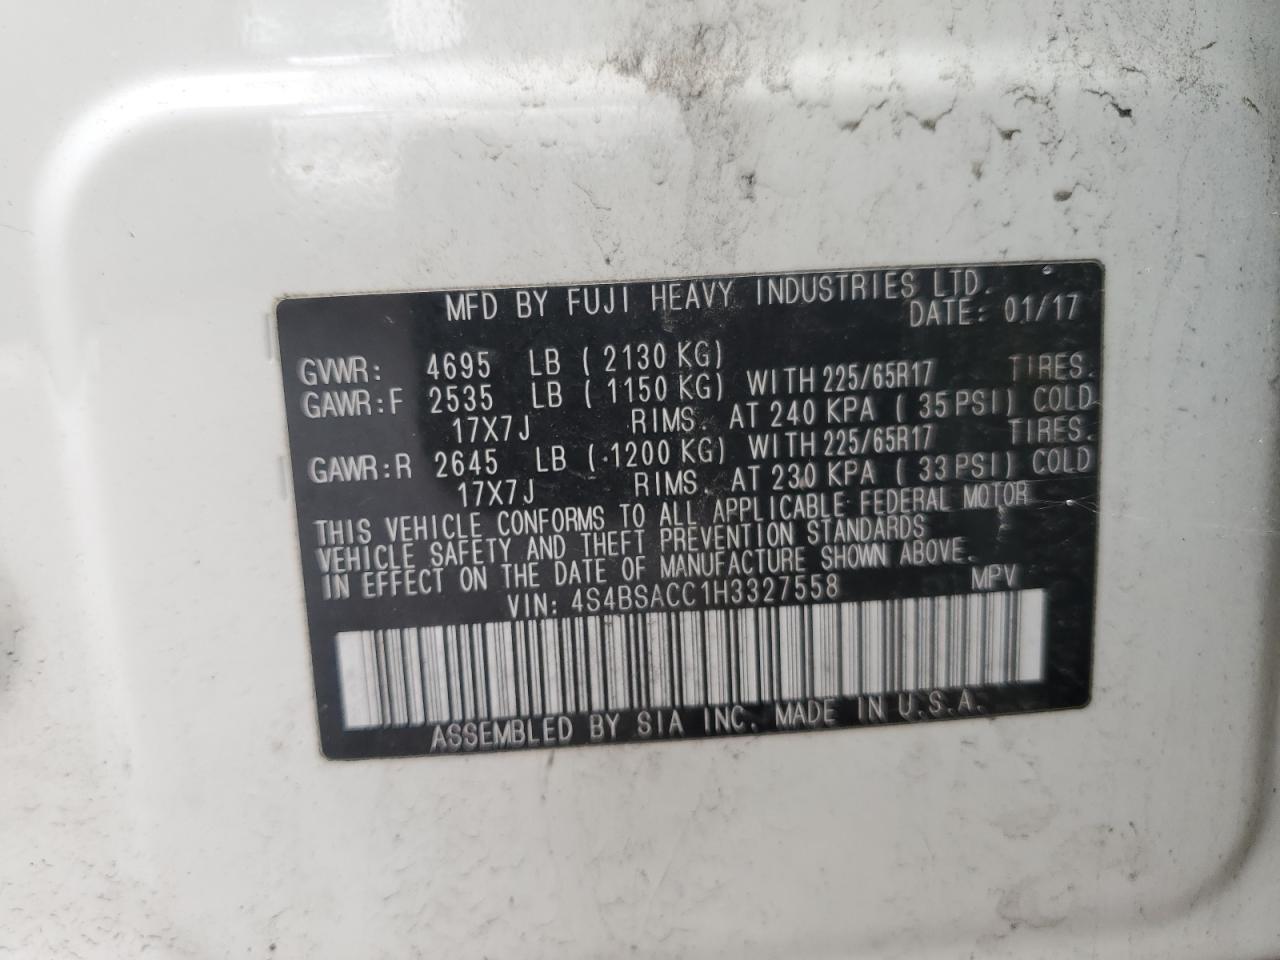 MFD BY FUJI HEAVY INDUSTRIES LTD.
DATE: 01/17
GVWR: 4695 LB (2130 KG)
GAWR:F 2535 LB (1150 KG) WITH 225/65R17 TIRES.
17X7J RIMS. AT 240 KPA (35PSI) COLD
GAWR:R 2645 LB (1200 KG) WITH 225/65R17 TIRES.
17X7J RIMS. AT 230 KPA (33PSI) COLD
THIS VEHICLE CONFORMS TO ALL APPLICABLE FEDERAL MOTOR
VEHICLE SAFETY AND THEFT PREVENTION STANDARDS
IN EFFECT ON THE DATE OF MANUFACTURE SHOWN ABOVE.
VIN: 4S4BSACC1H3327558 MPV
ASSEMBLED BY SIA INC. MADE IN U.S.A.